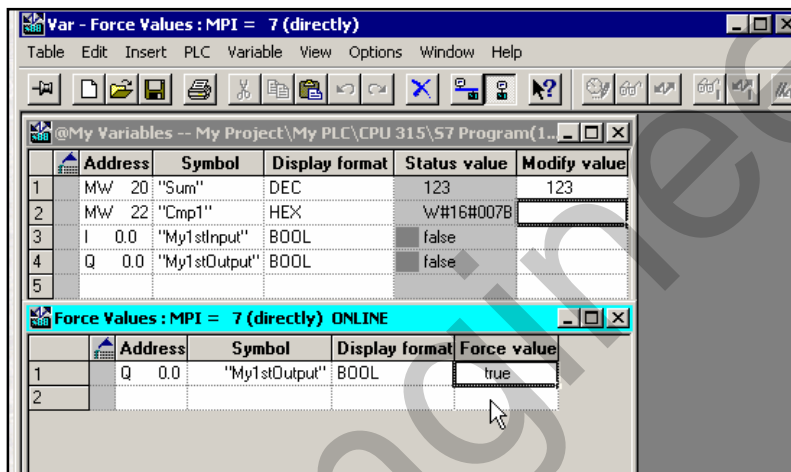 Var - Force Values : MPI = 7 (directly)
Table Edit Insert PLC Variable View Options Window Help
@My Variables -- My Project\My PLC\CPU 315\S7 Program(1...
Address Symbol Display format Status value Modify value
1 MW 20 "Sum" DEC 123 123
2 MW 22 "Cmp1" HEX W#16#007B
3 I 0.0 "My1stInput" BOOL false
4 Q 0.0 "My1stOutput" BOOL false
5
Force Values : MPI = 7 (directly) ONLINE
Address Symbol Display format Force value
1 Q 0.0 "My1stOutput" BOOL true
2